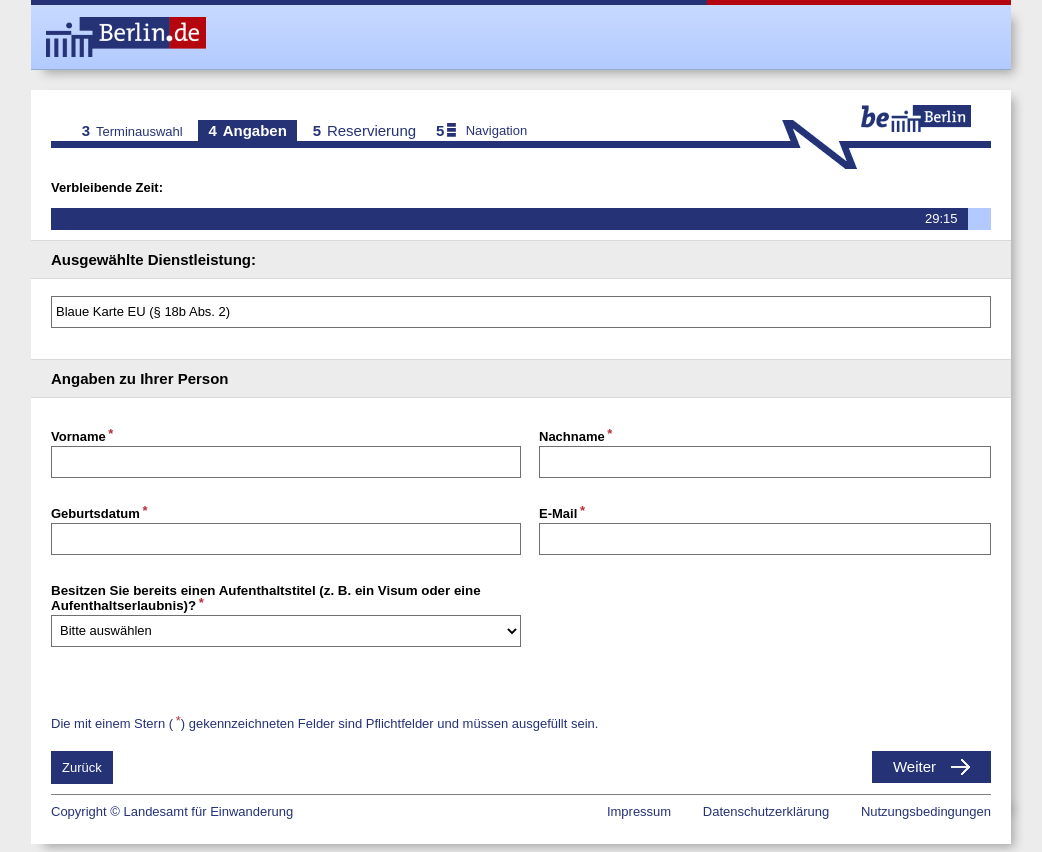 Berlin.de
3 Terminauswahl 4 Angaben 5 Reservierung 5 Navigation
be Berlin
Verbleibende Zeit:
29:15
Ausgewählte Dienstleistung:
Blaue Karte EU (§ 18b Abs. 2)
Angaben zu Ihrer Person
Vorname * Nachname *
Geburtsdatum * E-Mail *
Besitzen Sie bereits einen Aufenthaltstitel (z. B. ein Visum oder eine
Aufenthaltserlaubnis)? *
Bitte auswählen
Die mit einem Stern ( *) gekennzeichneten Felder sind Pflichtfelder und müssen ausgefüllt sein.
Zurück Weiter
Copyright © Landesamt für Einwanderung Impressum Datenschutzerklärung Nutzungsbedingungen